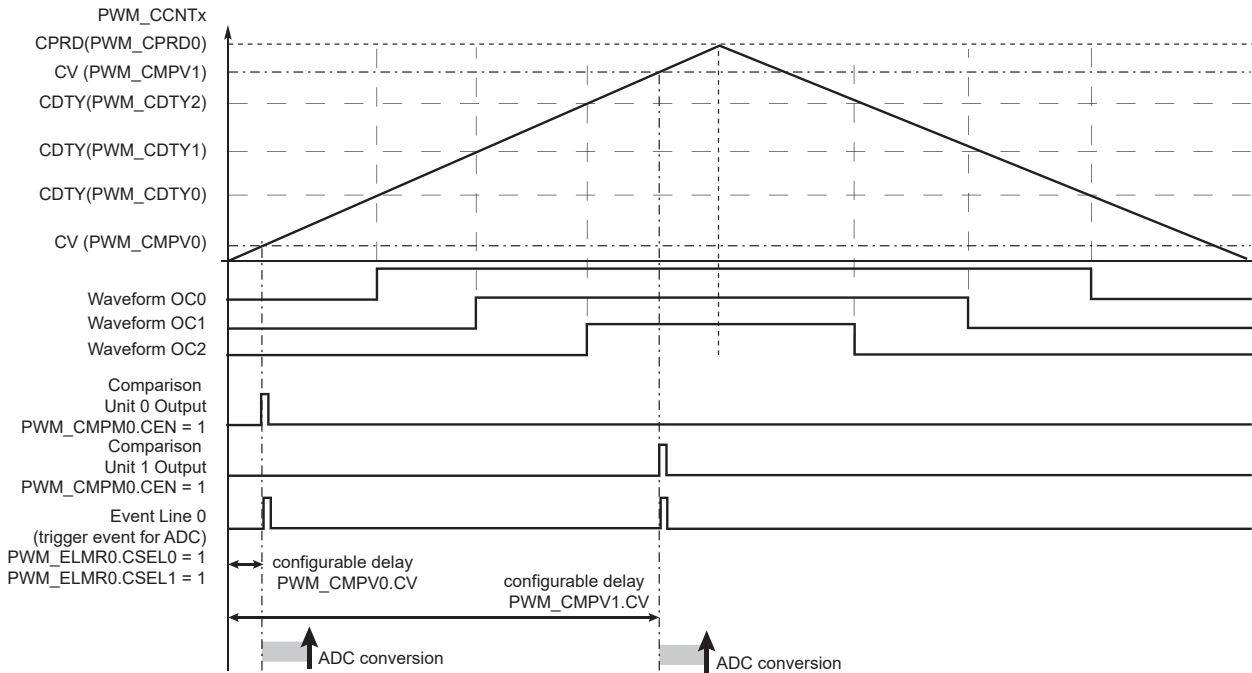 PWM_CCNTx
CPRD(PWM_CPRD0)
CV (PWM_CMPV1)
CDTY(PWM_CDTY2)
CDTY(PWM_CDTY1)
CDTY(PWM_CDTY0)
CV (PWM_CMPV0)
Waveform OC0
Waveform OC1
Waveform OC2
Comparison
Unit 0 Output
PWM_CMPM0.CEN = 1
Comparison
Unit 1 Output
PWM_CMPM0.CEN = 1
Event Line 0
(trigger event for ADC)
PWM_ELMR0.CSEL0 = 1
PWM_ELMR0.CSEL1 = 1
configurable delay
PWM_CMPV0.CV
configurable delay
PWM_CMPV1.CV
ADC conversion
ADC conversion